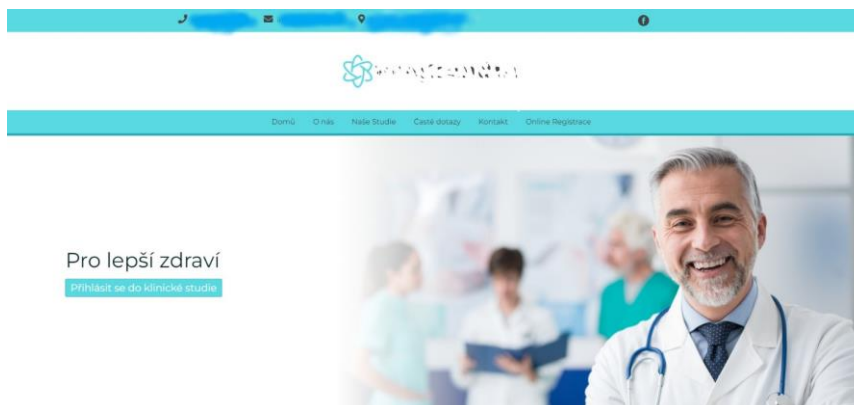 Domů O nás Naše Studie Časté dotazy Kontakt Online Registrace
Pro lepší zdraví
Přihlásit se do klinické studie